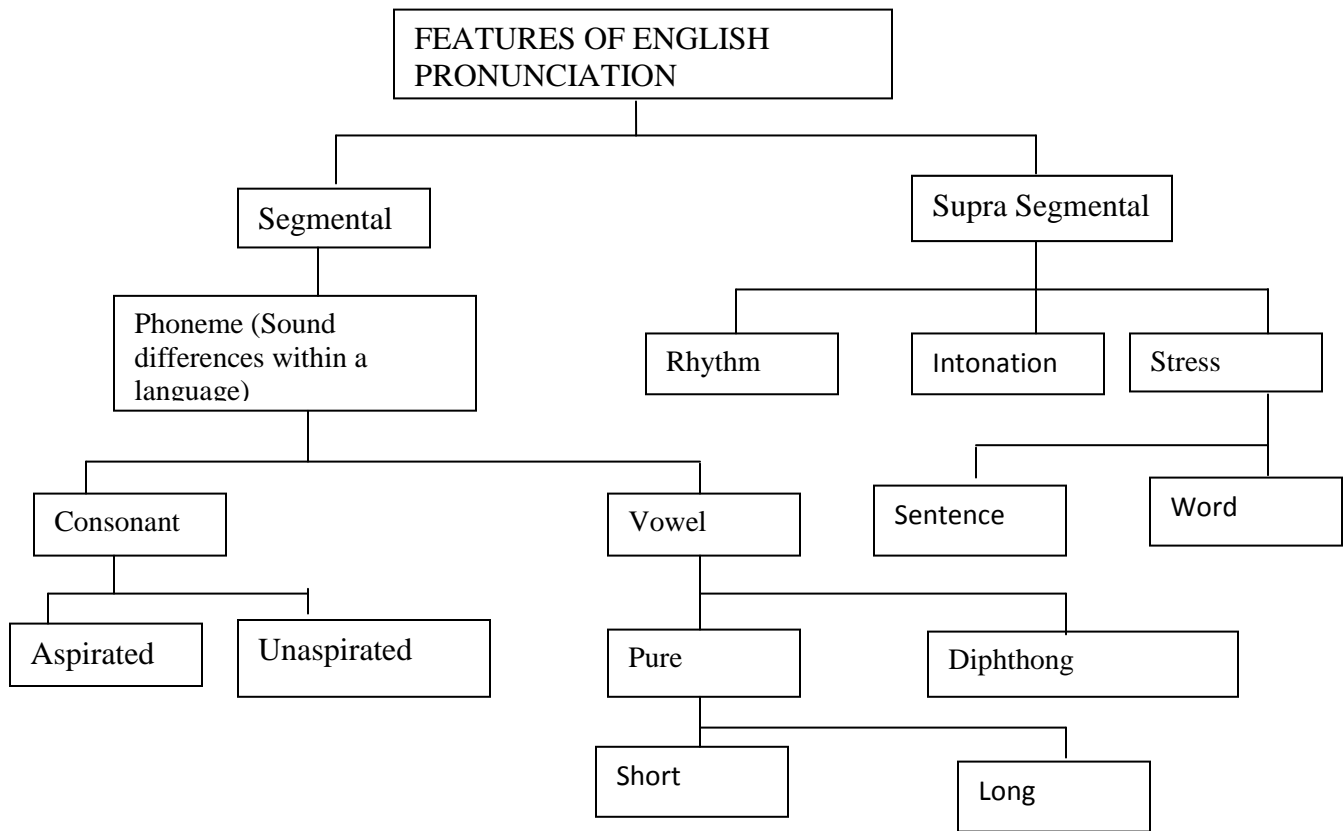 FEATURES OF ENGLISH
PRONUNCIATION
Segmental
Supra Segmental
Phoneme (Sound
differences within a
language)
Rhythm
Intonation
Stress
Consonant
Vowel
Sentence
Word
Aspirated
Unaspirated
Pure
Diphthong
Short
Long